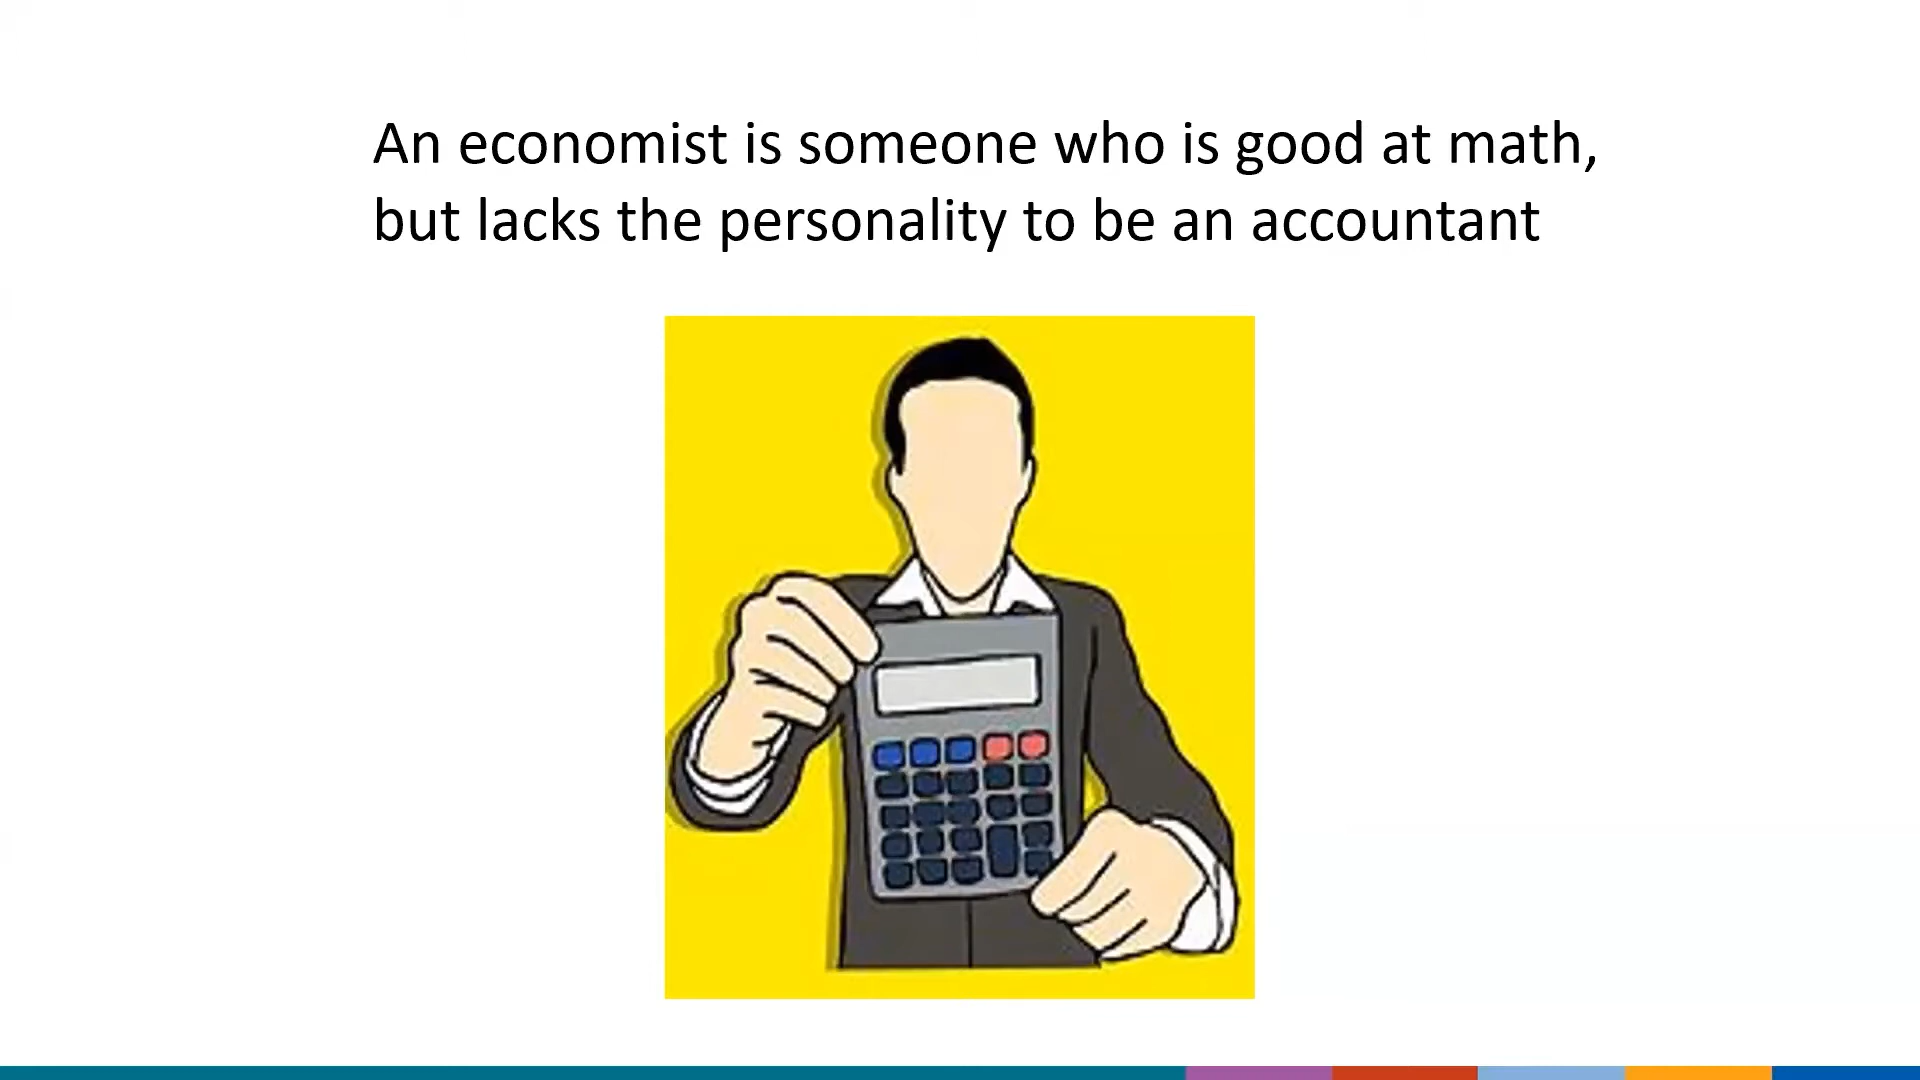 An economist is someone who is good at math,
but lacks the personality to be an accountant